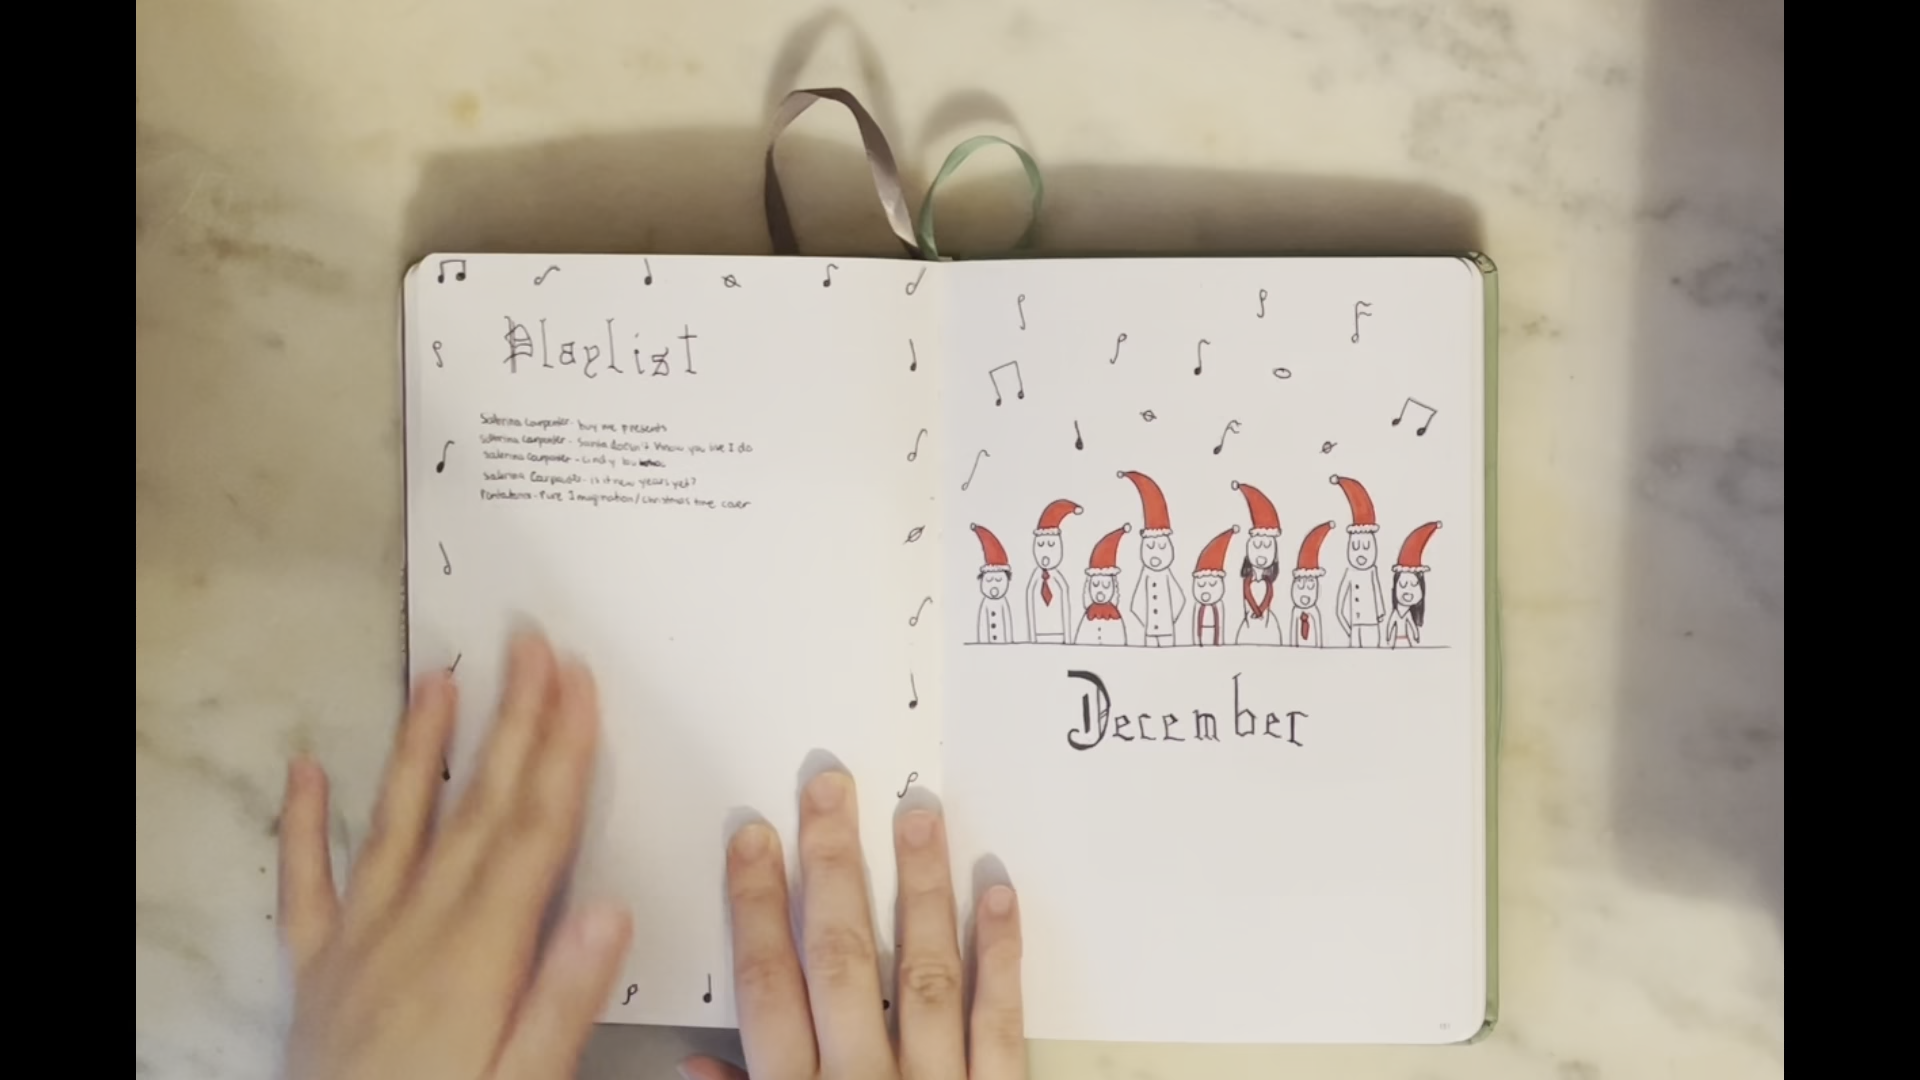 Playlist
Sabrina Carpenter - buy me presents
Sabrina Carpenter - Santa doesn't know you like I do
Sabrina Carpenter - cindy lou
Sabrina Carpenter - is it new years yet?
Pentatonix - Pure Imagination/Christmas time cover
December